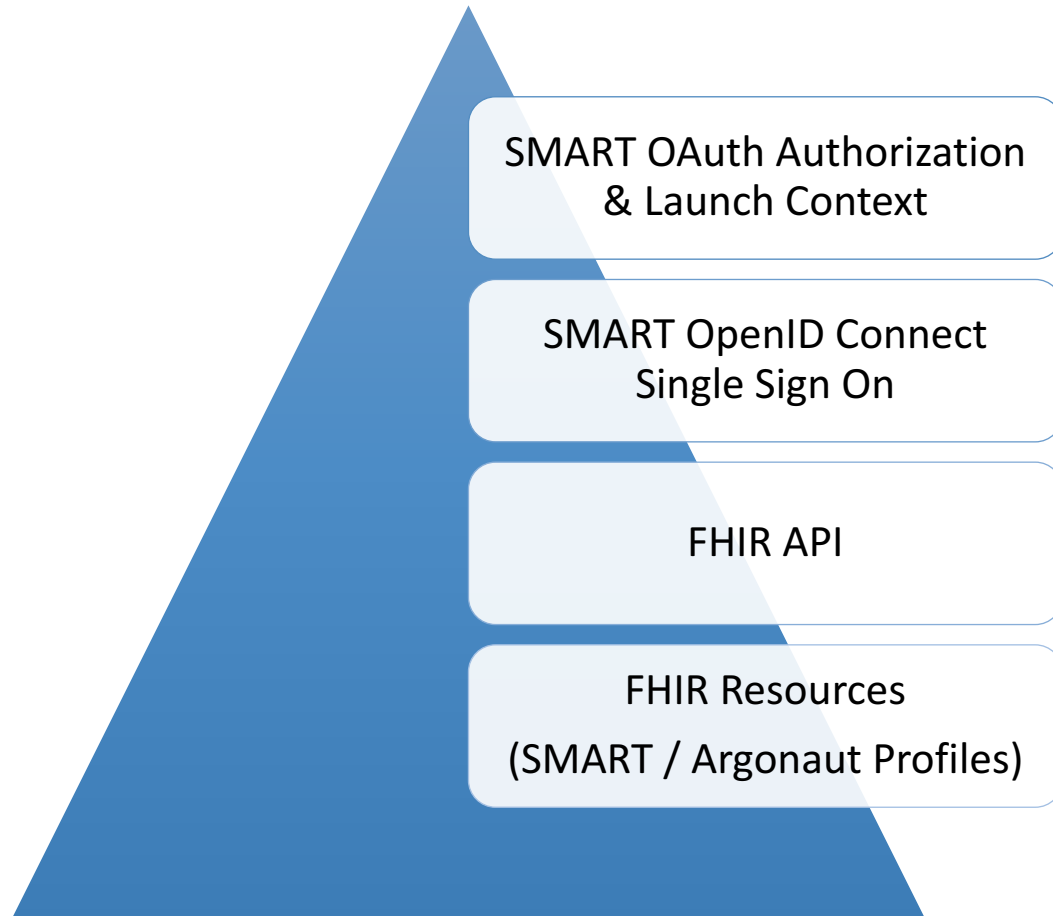 SMART OAuth Authorization
& Launch Context
SMART OpenID Connect
Single Sign On
FHIR API
FHIR Resources
(SMART / Argonaut Profiles)